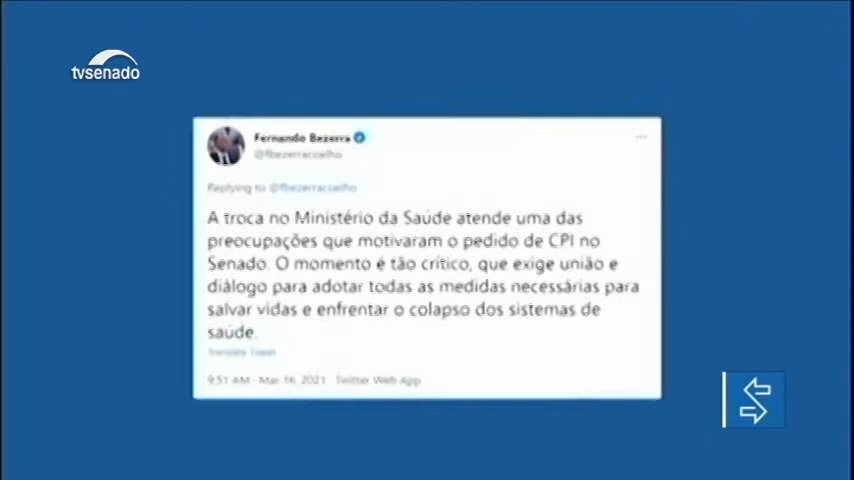 tvsenado
Fernando Bezerra
@fbezerracoelho
Replying to @fbezerracoelho
A troca no Ministério da Saúde atende uma das
preocupações que motivaram o pedido de CPI no
Senado. O momento é tão crítico, que exige união e
diálogo para adotar todas as medidas necessárias para
salvar vidas e enfrentar o colapso dos sistemas de
saúde.
Translate Tweet
9:51 AM · Mar 16, 2021 · Twitter Web App